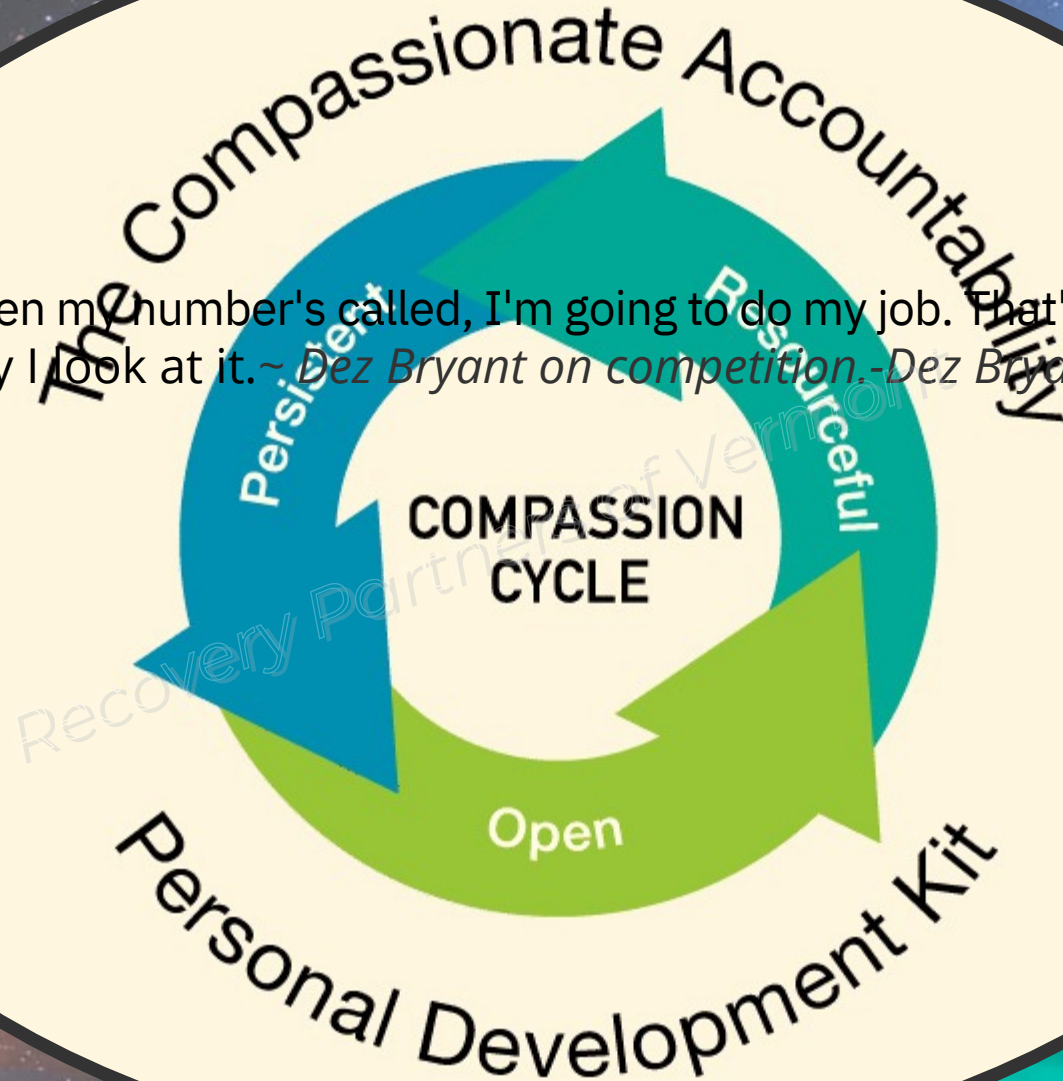 The Compassionate Accountability
Persistent
Resourceful
en my number's called, I'm going to do my job. That'
y I look at it.~ Dez Bryant on competition.-Dez Brya
COMPASSION
CYCLE
Recovery Partners of Vermont
Open
Personal Development Kit